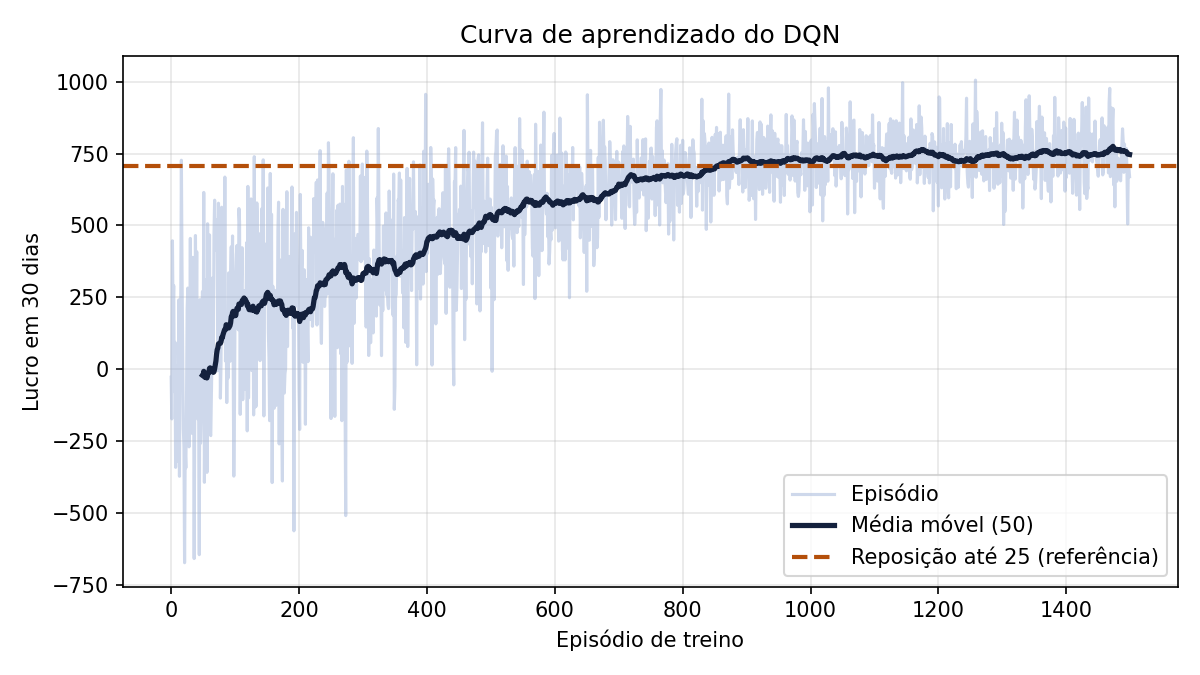 Curva de aprendizado do DQN
Lucro em 30 dias
1000
750
500
250
0
−250
−500
−750
Episódio
Média móvel (50)
Reposição até 25 (referência)
0 200 400 600 800 1000 1200 1400
Episódio de treino